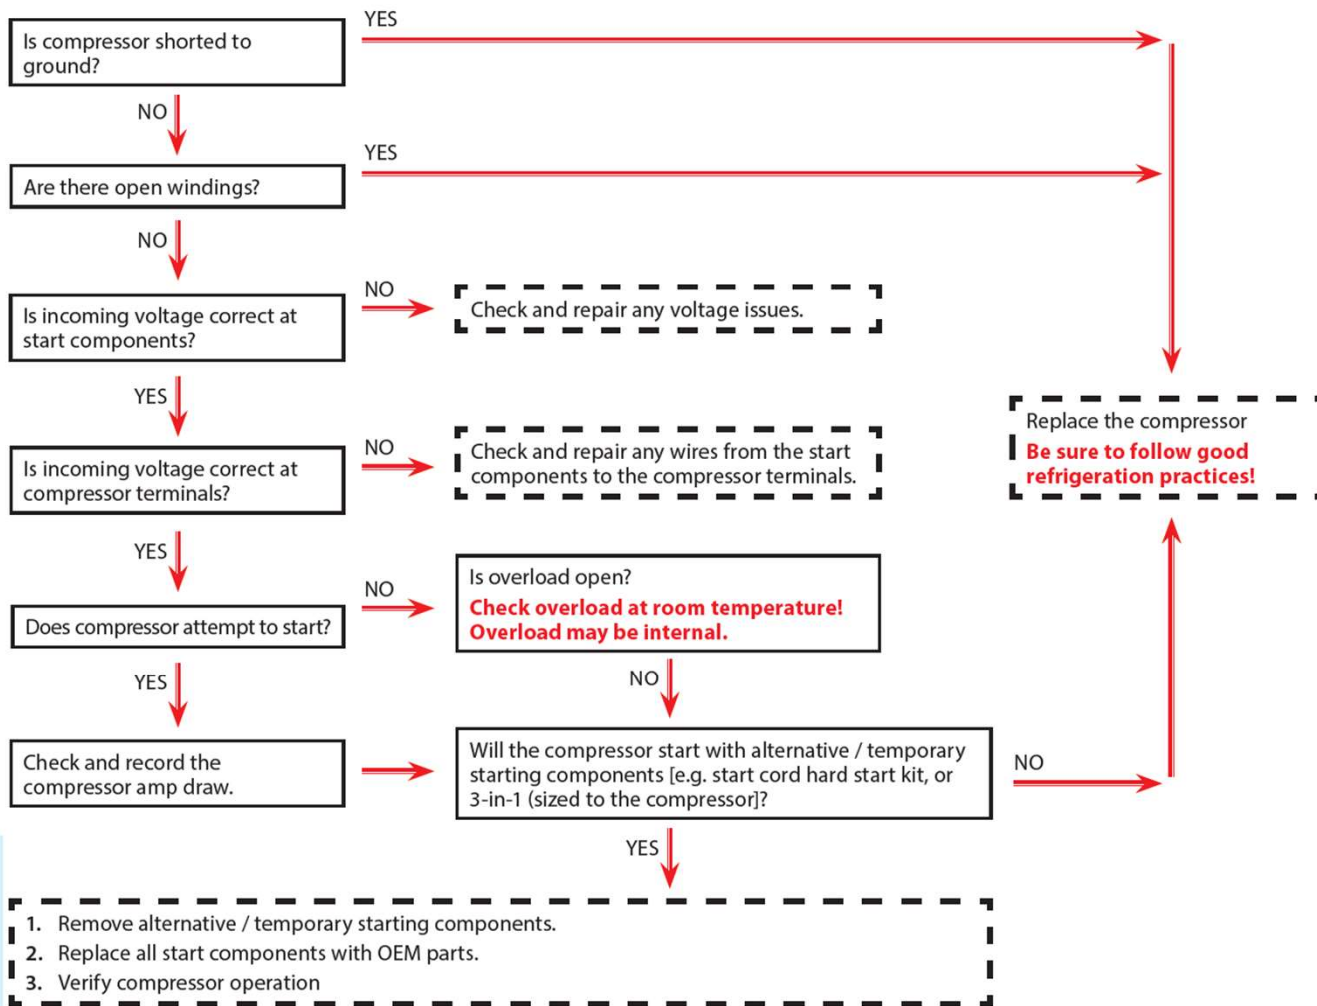 YES
Is compressor shorted to
ground?
NO
YES
Are there open windings?
NO
NO
Is incoming voltage correct at
start components?
Check and repair any voltage issues.
YES
NO
Is incoming voltage correct at
compressor terminals?
Check and repair any wires from the start
components to the compressor terminals.
Replace the compressor
Be sure to follow good
refrigeration practices!
YES
NO
Does compressor attempt to start?
Is overload open?
Check overload at room temperature!
Overload may be internal.
YES
NO
Check and record the
compressor amp draw.
Will the compressor start with alternative / temporary
starting components [e.g. start cord hard start kit, or
3-in-1 (sized to the compressor]?
NO
YES
1. Remove alternative / temporary starting components.
2. Replace all start components with OEM parts.
3. Verify compressor operation